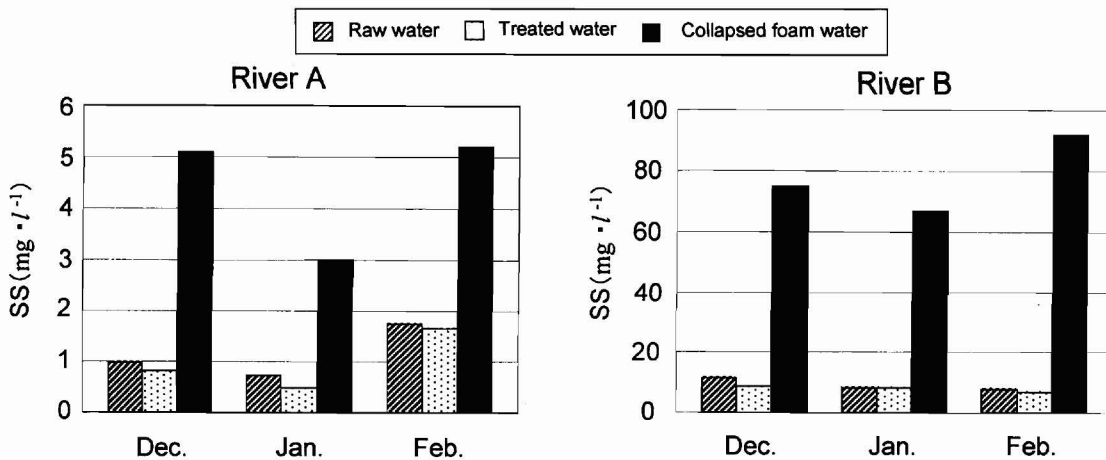 Raw water Treated water Collapsed foam water
River A
6
5
4
3
2
1
0
SS(mg・l⁻¹)
Dec. Jan. Feb.
River B
100
80
60
40
20
0
SS(mg・l⁻¹)
Dec. Jan. Feb.